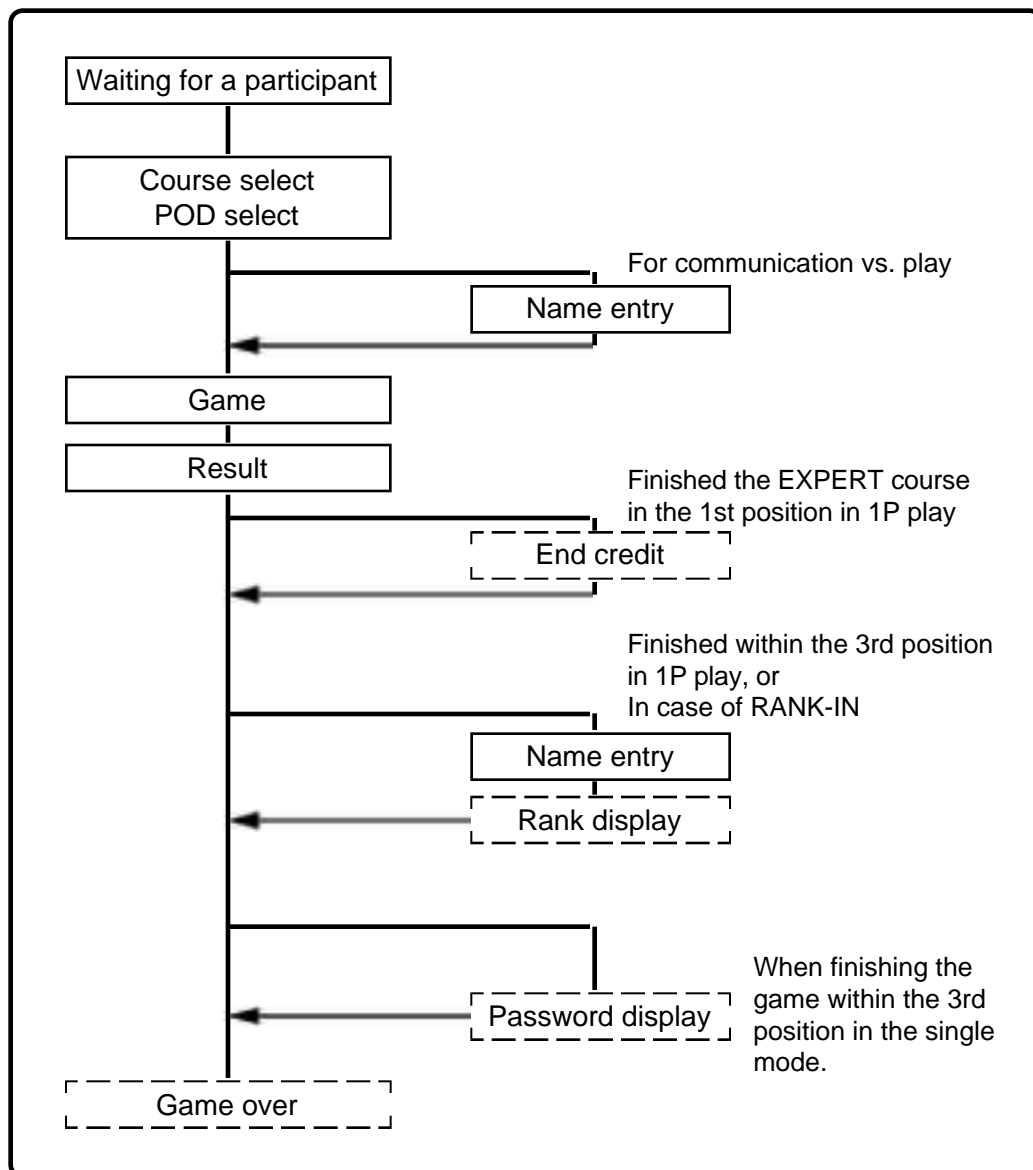 Waiting for a participant
Course select
POD select
For communication vs. play
Name entry
Game
Result
Finished the EXPERT course
in the 1st position in 1P play
End credit
Finished within the 3rd position
in 1P play, or
In case of RANK-IN
Name entry
Rank display
When finishing the
game within the 3rd
position in the single
mode.
Password display
Game over